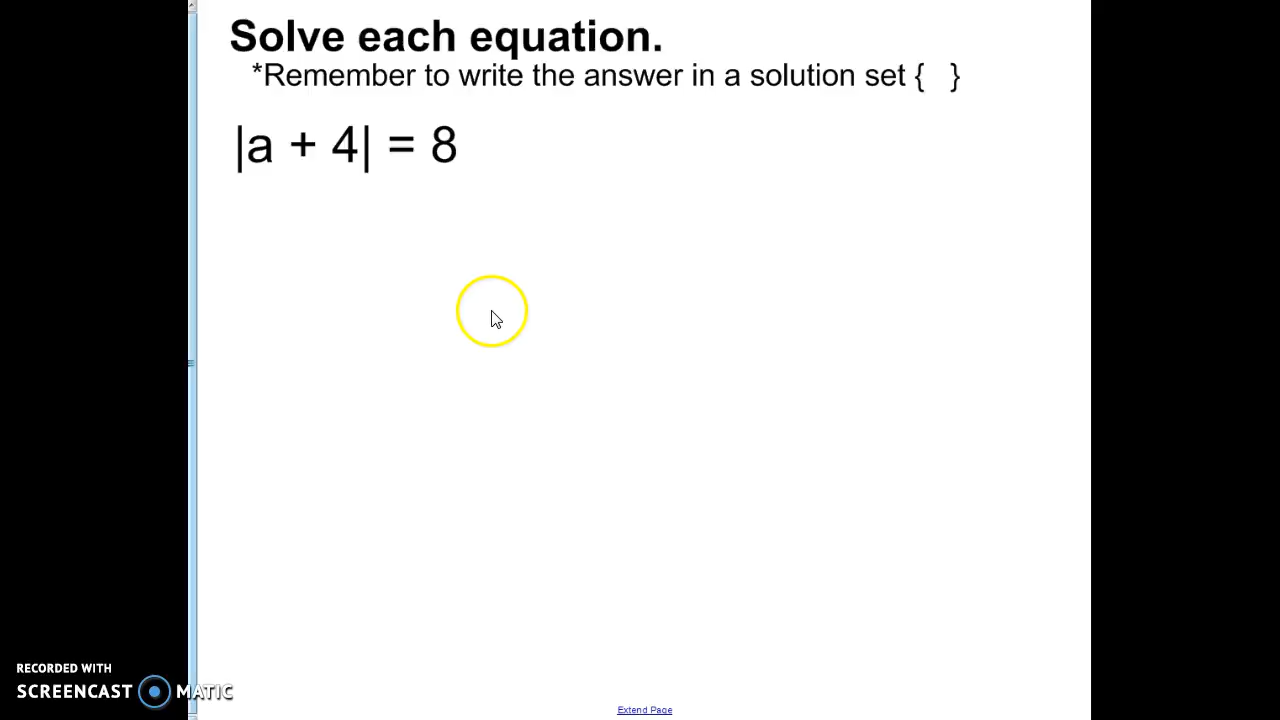 Solve each equation.
*Remember to write the answer in a solution set { }
|a + 4| = 8
RECORDED WITH
SCREENCAST MATIC
Extend Page